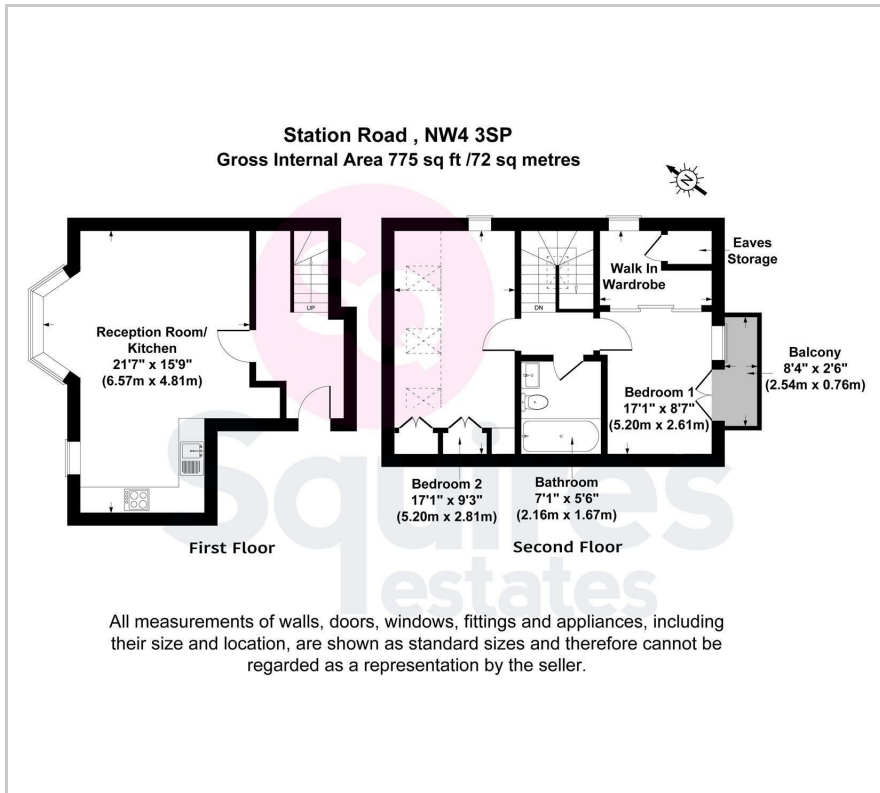 Station Road , NW4 3SP
Gross Internal Area 775 sq ft /72 sq metres
N
Eaves
Storage
Walk In
Wardrobe
UP
DN
Reception Room/
Kitchen
21'7" x 15'9"
(6.57m x 4.81m)
Balcony
8'4" x 2'6"
(2.54m x 0.76m)
Bedroom 1
17'1" x 8'7"
(5.20m x 2.61m)
Bedroom 2
17'1" x 9'3"
(5.20m x 2.81m)
Bathroom
7'1" x 5'6"
(2.16m x 1.67m)
First Floor
Second Floor
SQ
Squires
estates
All measurements of walls, doors, windows, fittings and appliances, including
their size and location, are shown as standard sizes and therefore cannot be
regarded as a representation by the seller.